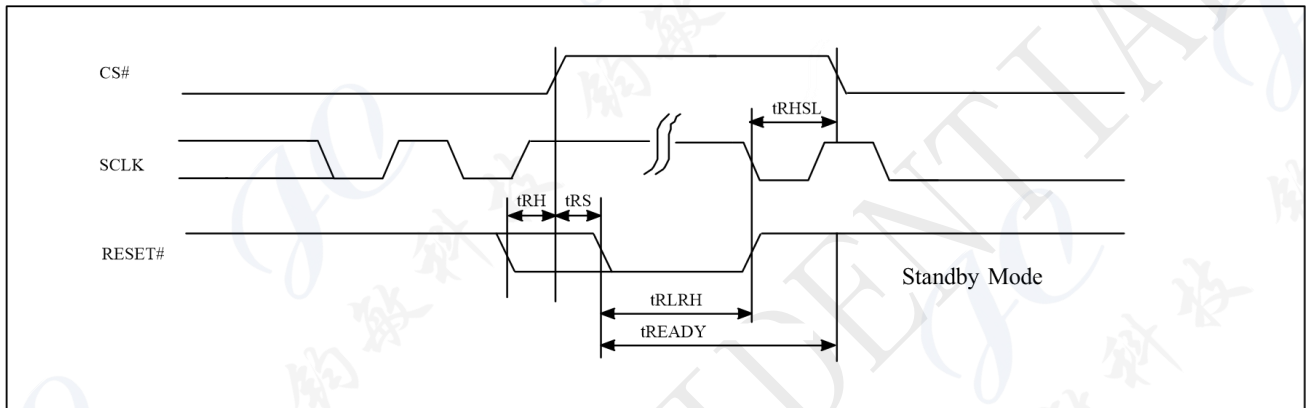 CS#
tRHSL
SCLK
tRH tRS
RESET#
Standby Mode
tRLRH
tREADY